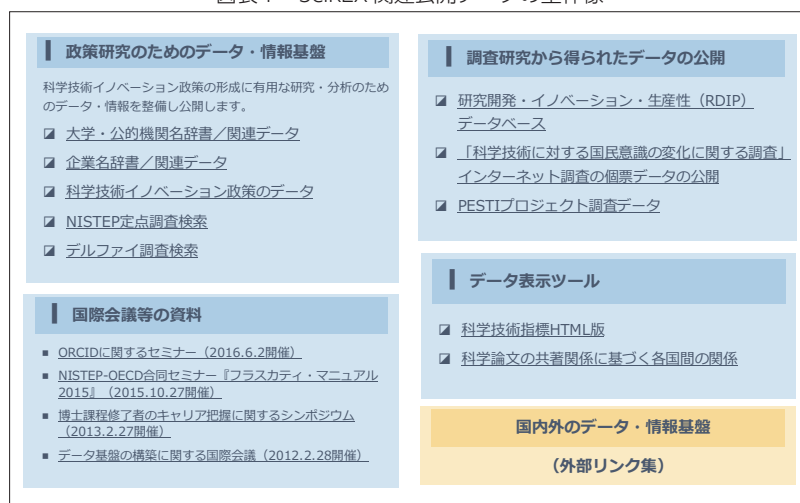 政策研究のためのデータ・情報基盤
科学技術イノベーション政策の形成に有用な研究・分析のため
のデータ・情報を整備し公開します。
大学・公的機関名辞書／関連データ
企業名辞書／関連データ
科学技術イノベーション政策のデータ
NISTEP定点調査検索
デルファイ調査検索
国際会議等の資料
ORCIDに関するセミナー（2016.6.2開催）
NISTEP-OECD合同セミナー『フラスカティ・マニュアル
2015』（2015.10.27開催）
博士課程修了者のキャリア把握に関するシンポジウム
（2013.2.27開催）
データ基盤の構築に関する国際会議（2012.2.28開催）
調査研究から得られたデータの公開
研究開発・イノベーション・生産性（RDIP）
データベース
「科学技術に対する国民意識の変化に関する調査」
インターネット調査の個票データの公開
PESTIプロジェクト調査データ
データ表示ツール
科学技術指標HTML版
科学論文の共著関係に基づく各国間の関係
国内外のデータ・情報基盤
（外部リンク集）